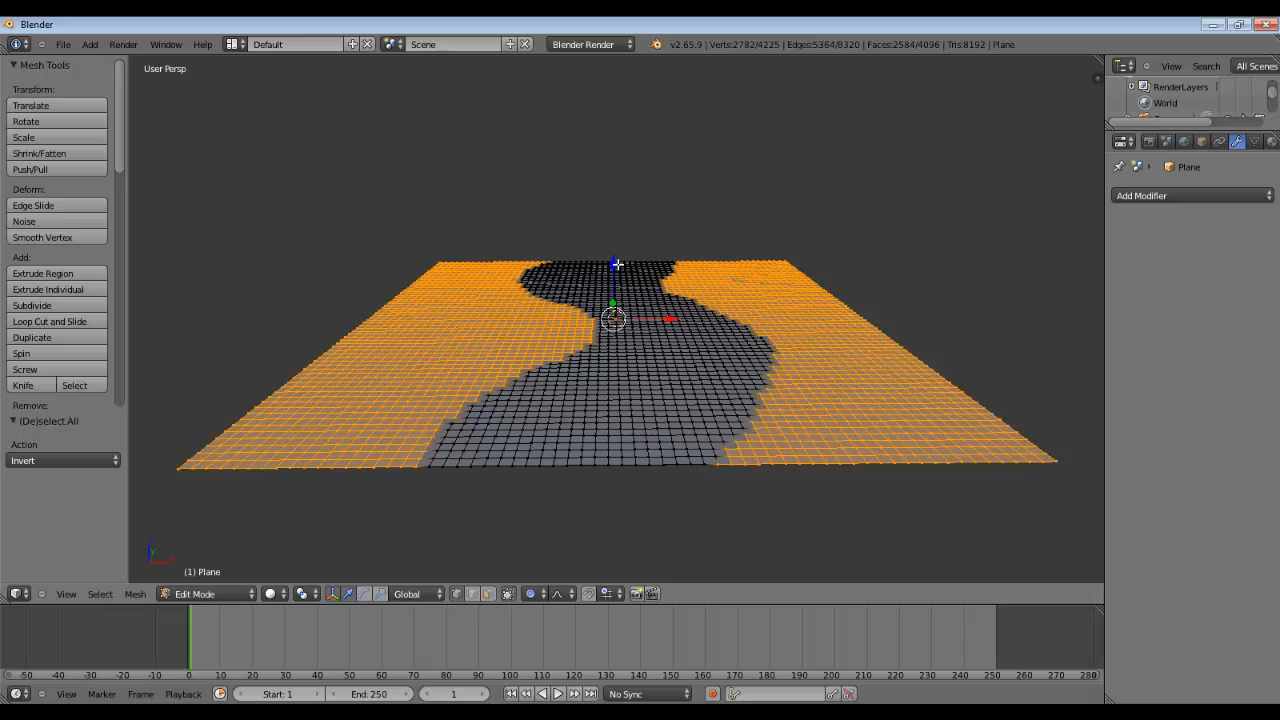 Blender
File Add Render Window Help Default Scene Blender Render v2.65.9 | Verts:2782/4225 | Edges:5364/8320 | Faces:2584/4096 | Tris:8192 | Plane
Mesh Tools
Transform:
Translate
Rotate
Scale
Shrink/Fatten
Push/Pull
Deform:
Edge Slide
Noise
Smooth Vertex
Add:
Extrude Region
Extrude Individual
Subdivide
Loop Cut and Slide
Duplicate
Spin
Screw
Knife Select
Remove:
(De)select All
Action
Invert
User Persp
(1) Plane
View Search All Scenes
RenderLayers
World
Plane
Add Modifier
View Select Mesh Edit Mode Global
-50 -40 -30 -20 -10 0 10 20 30 40 50 60 70 80 90 100 110 120 130 140 150 160 170 180 190 200 210 220 230 240 250 260 270 280
View Marker Frame Playback Start: 1 End: 250 1 No Sync